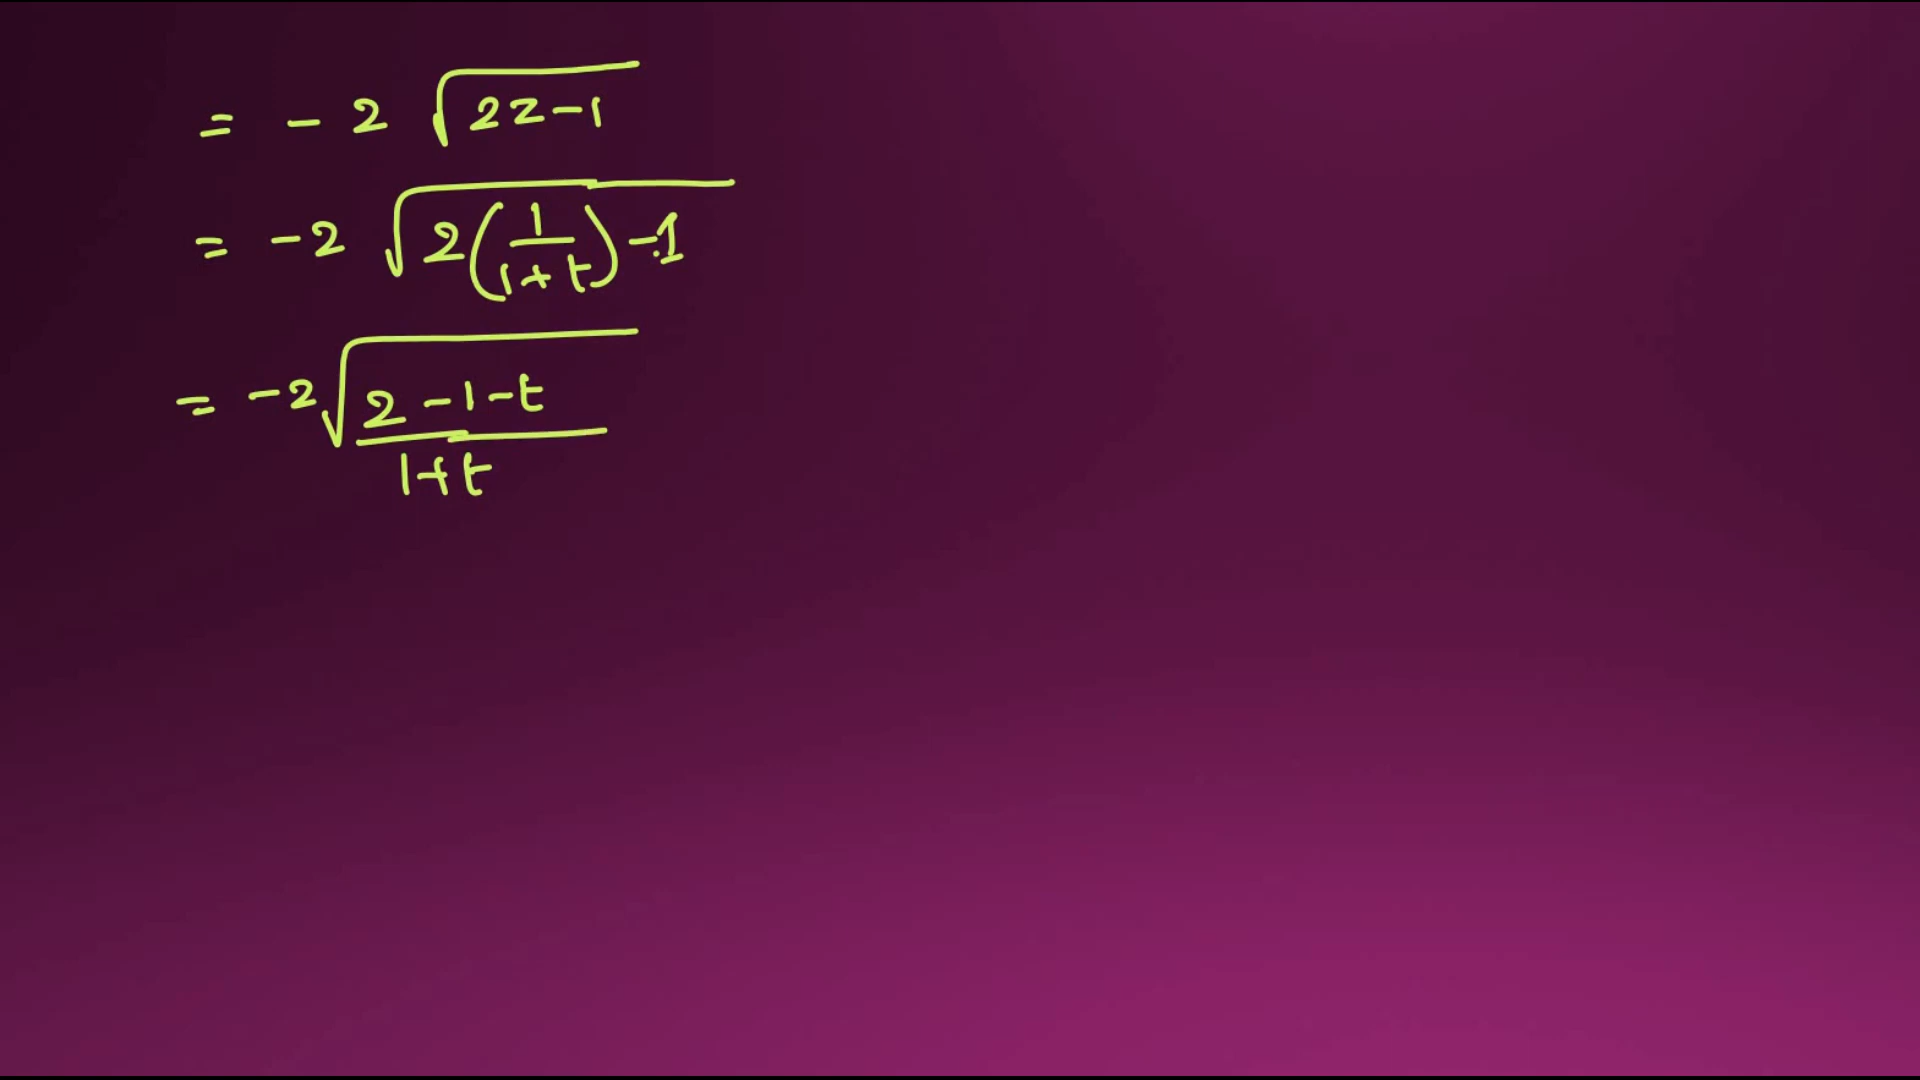 = -2 √(2z-1)
= -2 √(2(1/(1+t))-1)
= -2 √((2-1-t)/(1+t))